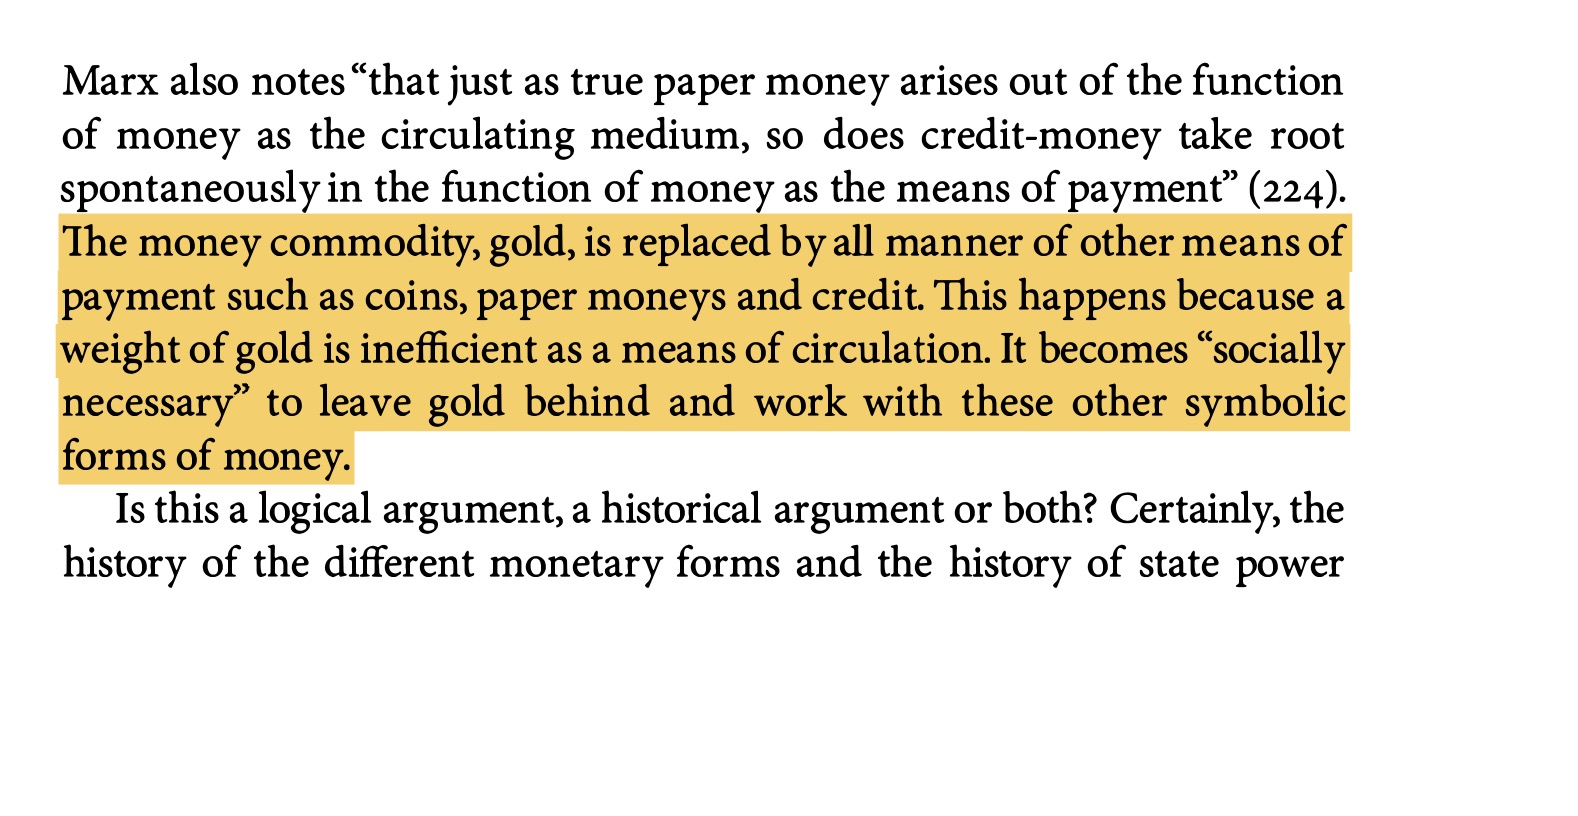 Marx also notes “that just as true paper money arises out of the function
of money as the circulating medium, so does credit-money take root
spontaneously in the function of money as the means of payment” (224).
The money commodity, gold, is replaced by all manner of other means of
payment such as coins, paper moneys and credit. This happens because a
weight of gold is inefficient as a means of circulation. It becomes “socially
necessary” to leave gold behind and work with these other symbolic
forms of money.
Is this a logical argument, a historical argument or both? Certainly, the
history of the different monetary forms and the history of state power